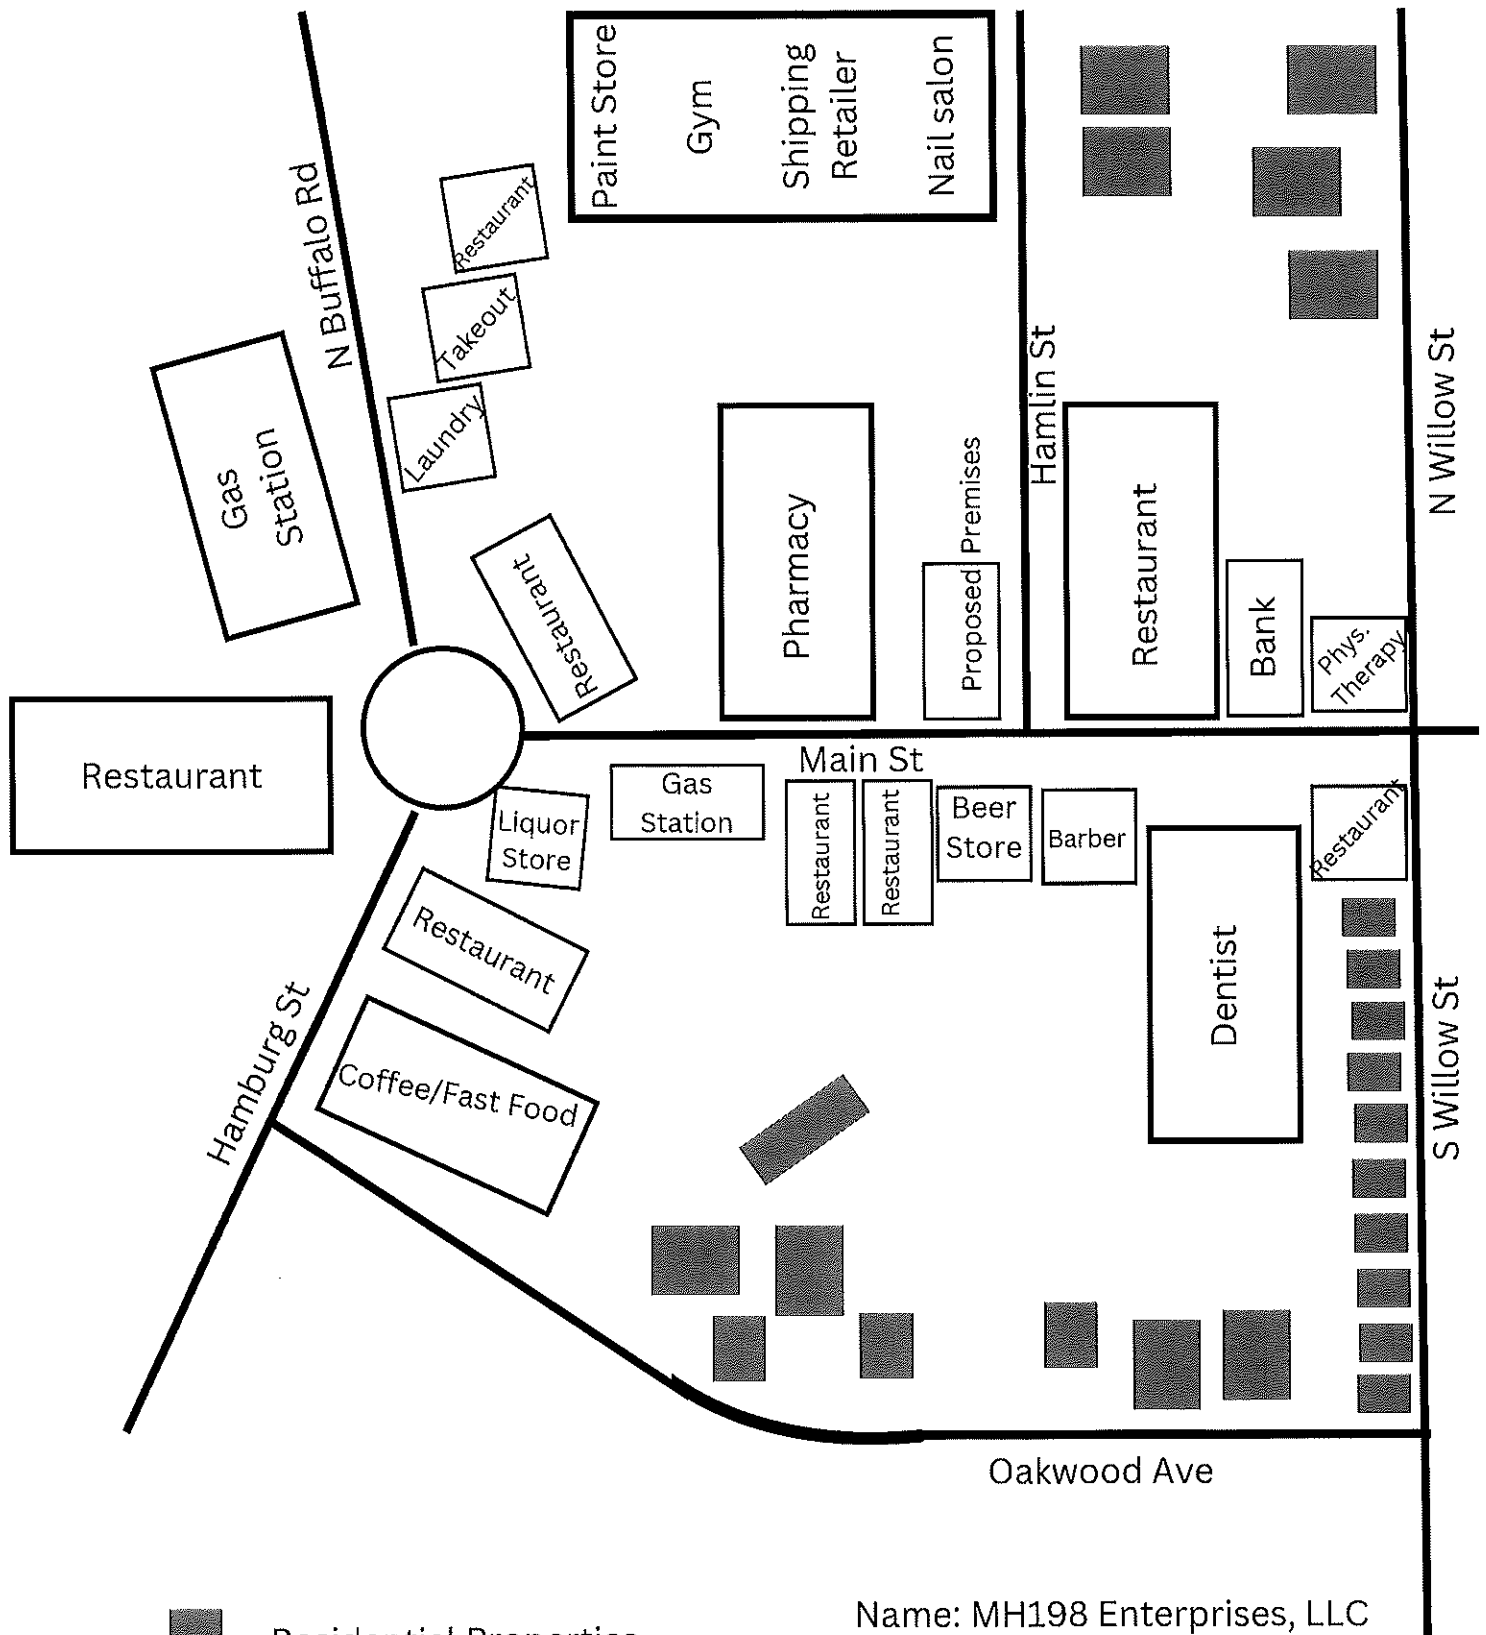 Paint Store
Gym
Shipping
Retailer
Nail salon
N Buffalo Rd
Restaurant
Takeout
Laundry
Gas
Station
Restaurant
Pharmacy
Proposed Premises
Hamlin St
Restaurant
Bank
Phys.
Therapy
N Willow St
Restaurant
Main St
Liquor
Store
Gas
Station
Restaurant
Restaurant
Beer
Store
Barber
Dentist
Restaurant
Restaurant
Coffee/Fast Food
Hamburg St
S Willow St
Oakwood Ave
Residential Properties
Name: MH198 Enterprises, LLC